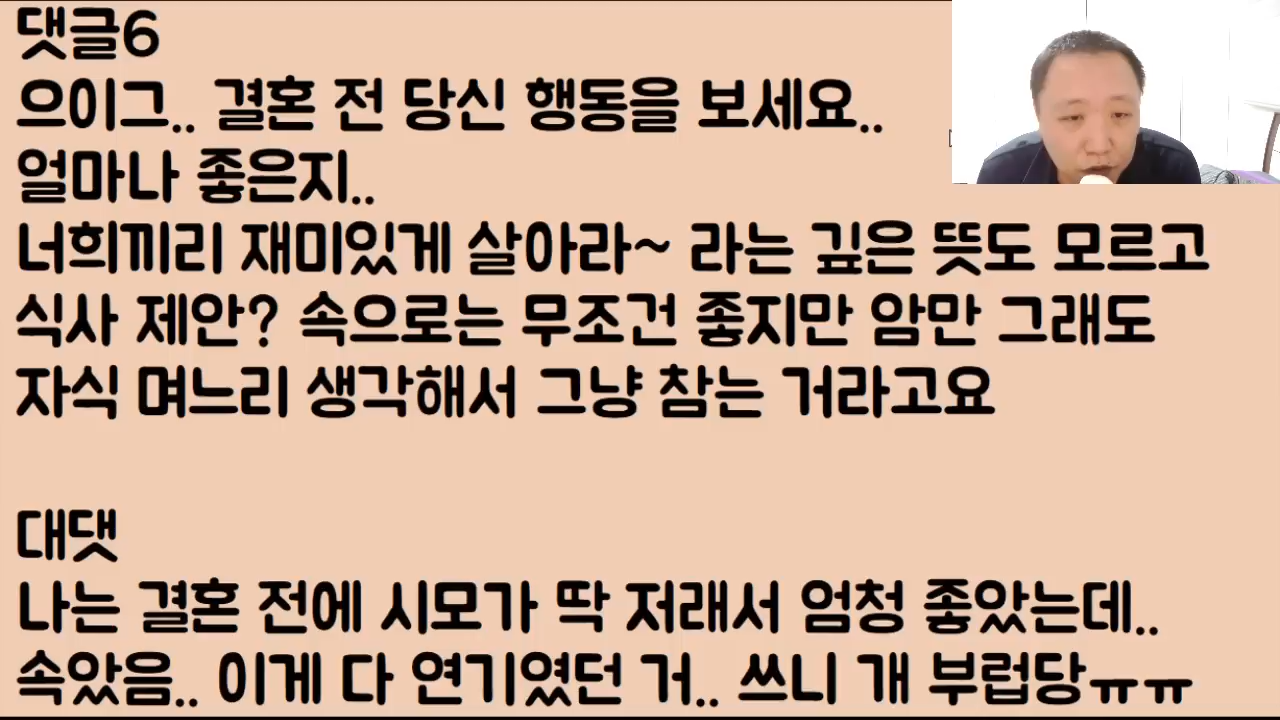 댓글6
으이그.. 결혼 전 당신 행동을 보세요..
얼마나 좋은지..
너희끼리 재미있게 살아라~ 라는 깊은 뜻도 모르고
식사 제안? 속으로는 무조건 좋지만 암만 그래도
자식 며느리 생각해서 그냥 참는 거라고요
대댓
나는 결혼 전에 시모가 딱 저래서 엄청 좋았는데..
속았음.. 이게 다 연기였던 거.. 쓰니 개 부럽당ㅠㅠ